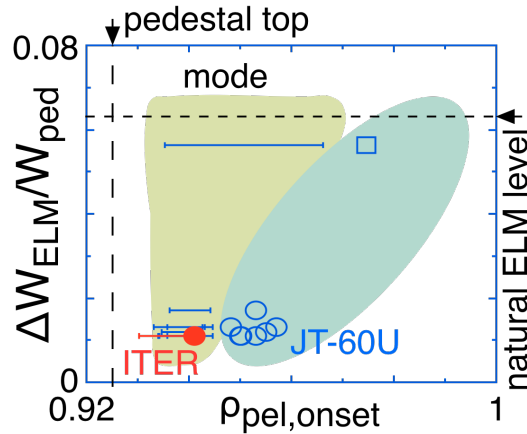 pedestal top
0.08
mode
ΔW_ELM/W_ped
natural ELM level
ITER
JT-60U
0
0.92
ρ_pel,onset
1